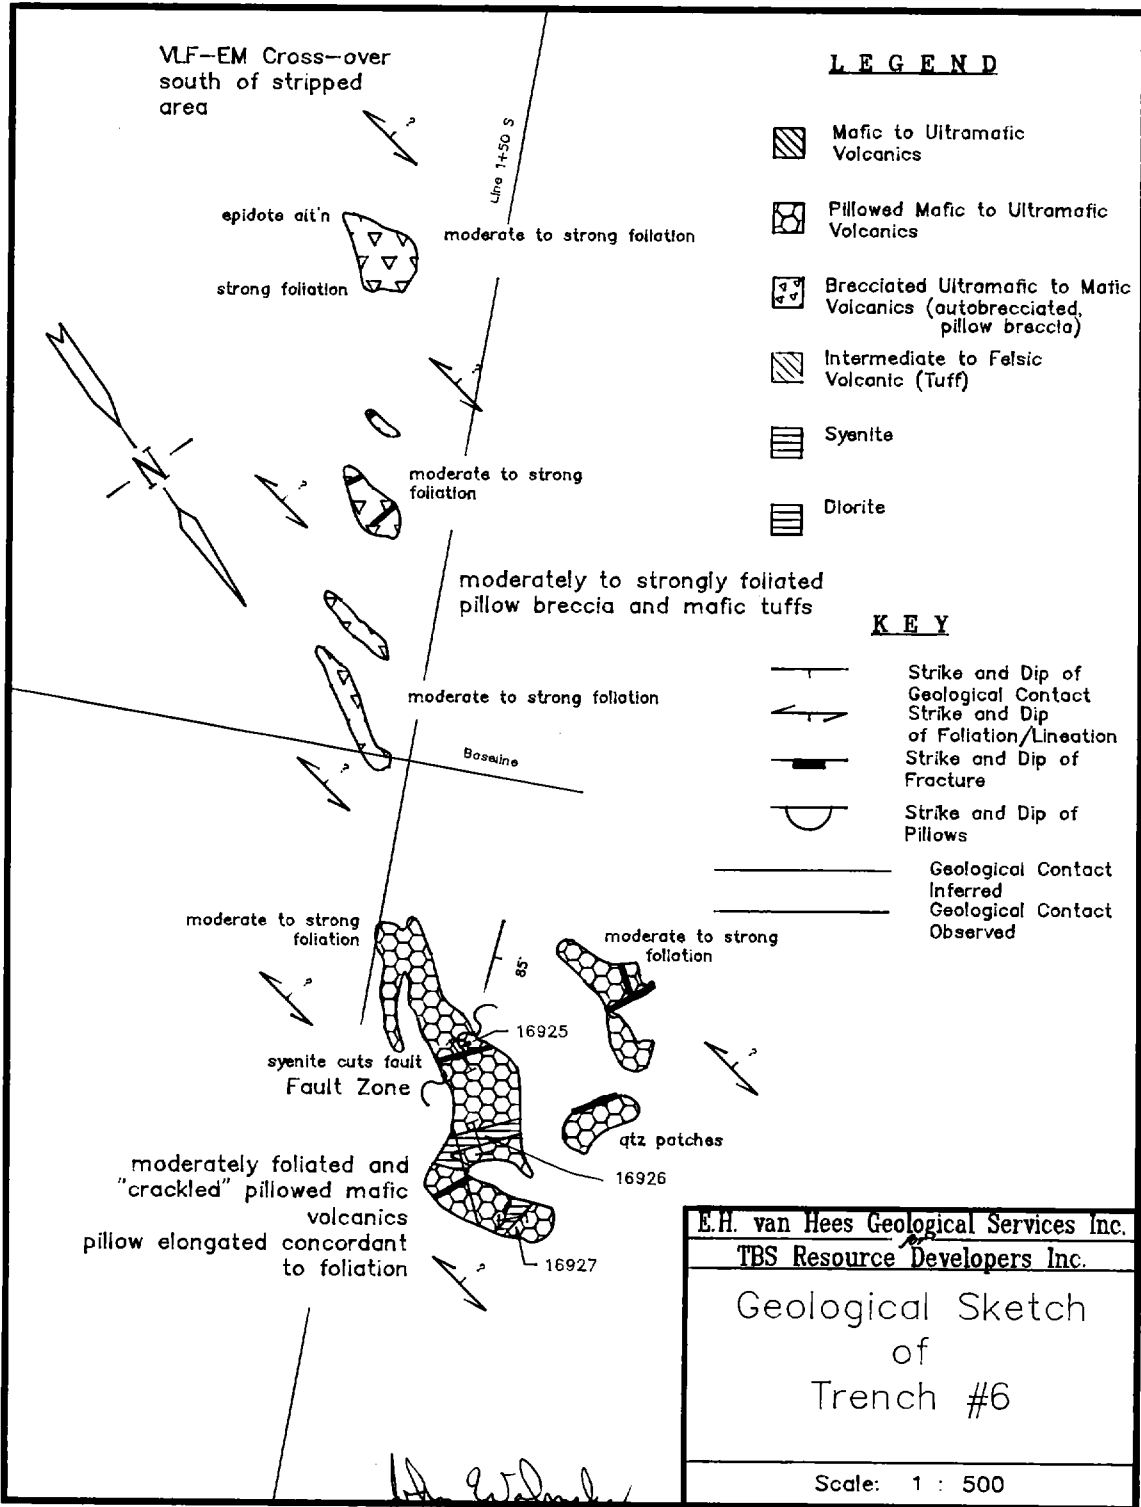 VLF-EM Cross-over
south of stripped
area
?
Line 1+50 S
epidote alt'n
moderate to strong foliation
strong foliation
?
N
moderate to strong
foliation
?
moderately to strongly foliated
pillow breccia and mafic tuffs
moderate to strong foliation
Baseline
?
moderate to strong
foliation
85°
moderate to strong
foliation
?
16925
syenite cuts fault
Fault Zone
?
qtz patches
16926
moderately foliated and
"crackled" pillowed mafic
volcanics
pillow elongated concordant
to foliation
16927
?
LEGEND
Mafic to Ultramafic
Volcanics
Pillowed Mafic to Ultramafic
Volcanics
Brecciated Ultramafic to Mafic
Volcanics (autobrecciated,
pillow breccia)
Intermediate to Felsic
Volcanic (Tuff)
Syenite
Diorite
KEY
Strike and Dip of
Geological Contact
Strike and Dip
of Foliation/Lineation
Strike and Dip of
Fracture
Strike and Dip of
Pillows
Geological Contact
Inferred
Geological Contact
Observed
E.H. van Hees Geological Services Inc.
for
TBS Resource Developers Inc.
Geological Sketch
of
Trench #6
Scale: 1 : 500